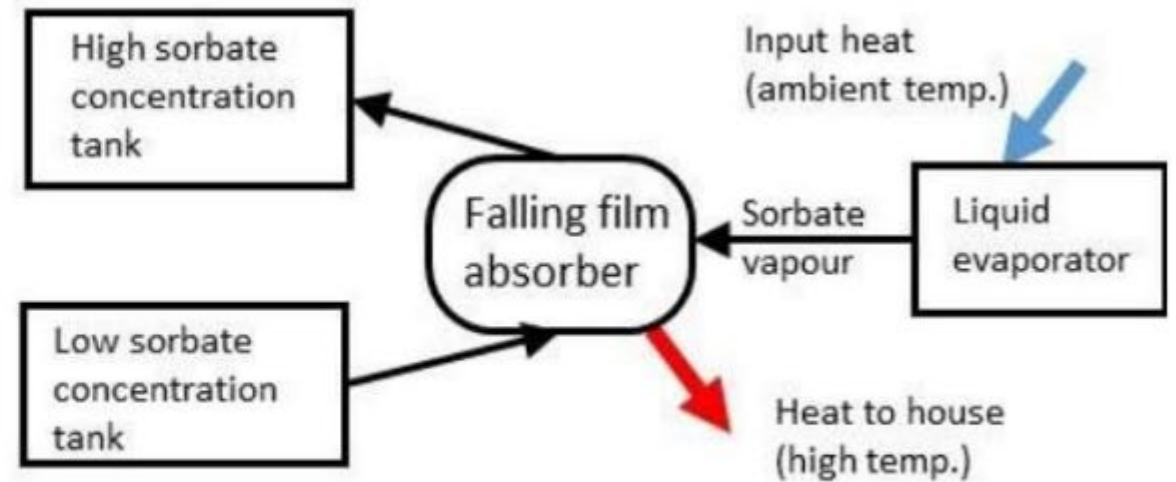 High sorbate
concentration
tank
Input heat
(ambient temp.)
Falling film
absorber
Sorbate
vapour
Liquid
evaporator
Low sorbate
concentration
tank
Heat to house
(high temp.)